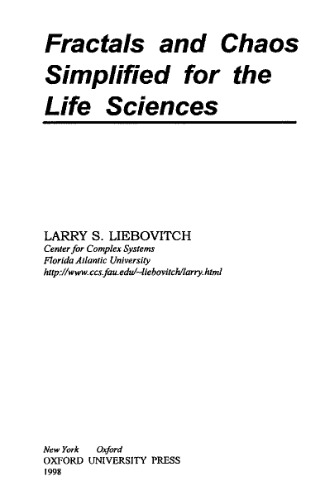 Fractals and Chaos
Simplified for the
Life Sciences
LARRY S. LIEBOVITCH
Center for Complex Systems
Florida Atlantic University
http://www.ccs.fau.edu/~liebovitch/larry.html
New York Oxford
OXFORD UNIVERSITY PRESS
1998